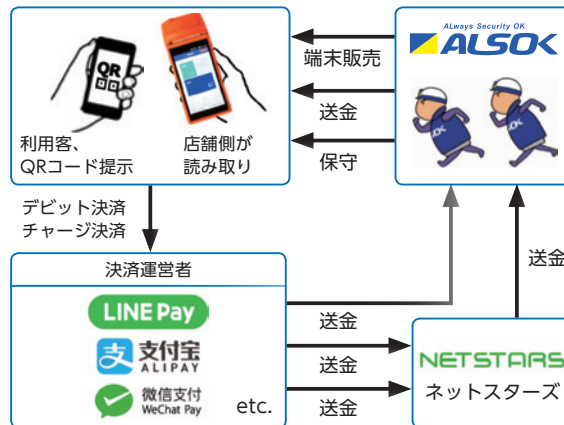 QR
利用客、
QRコード提示
店舗側が
読み取り
端末販売
送金
保守
ALways Security OK
ALSOK
デビット決済
チャージ決済
決済運営者
LINE Pay
支付宝
ALIPAY
微信支付
WeChat Pay
etc.
送金
送金
送金
送金
NETSTARS
ネットスターズ